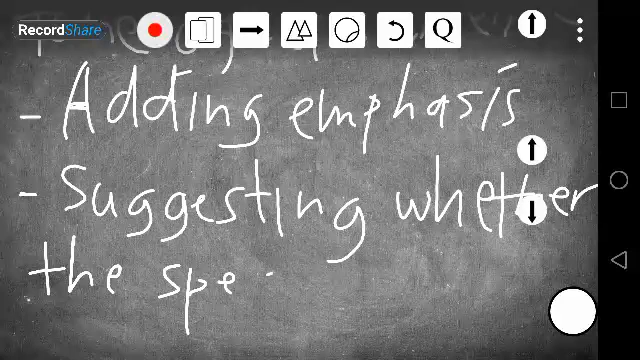 RecordShare
- Adding emphasis
- Suggesting whether
the spe